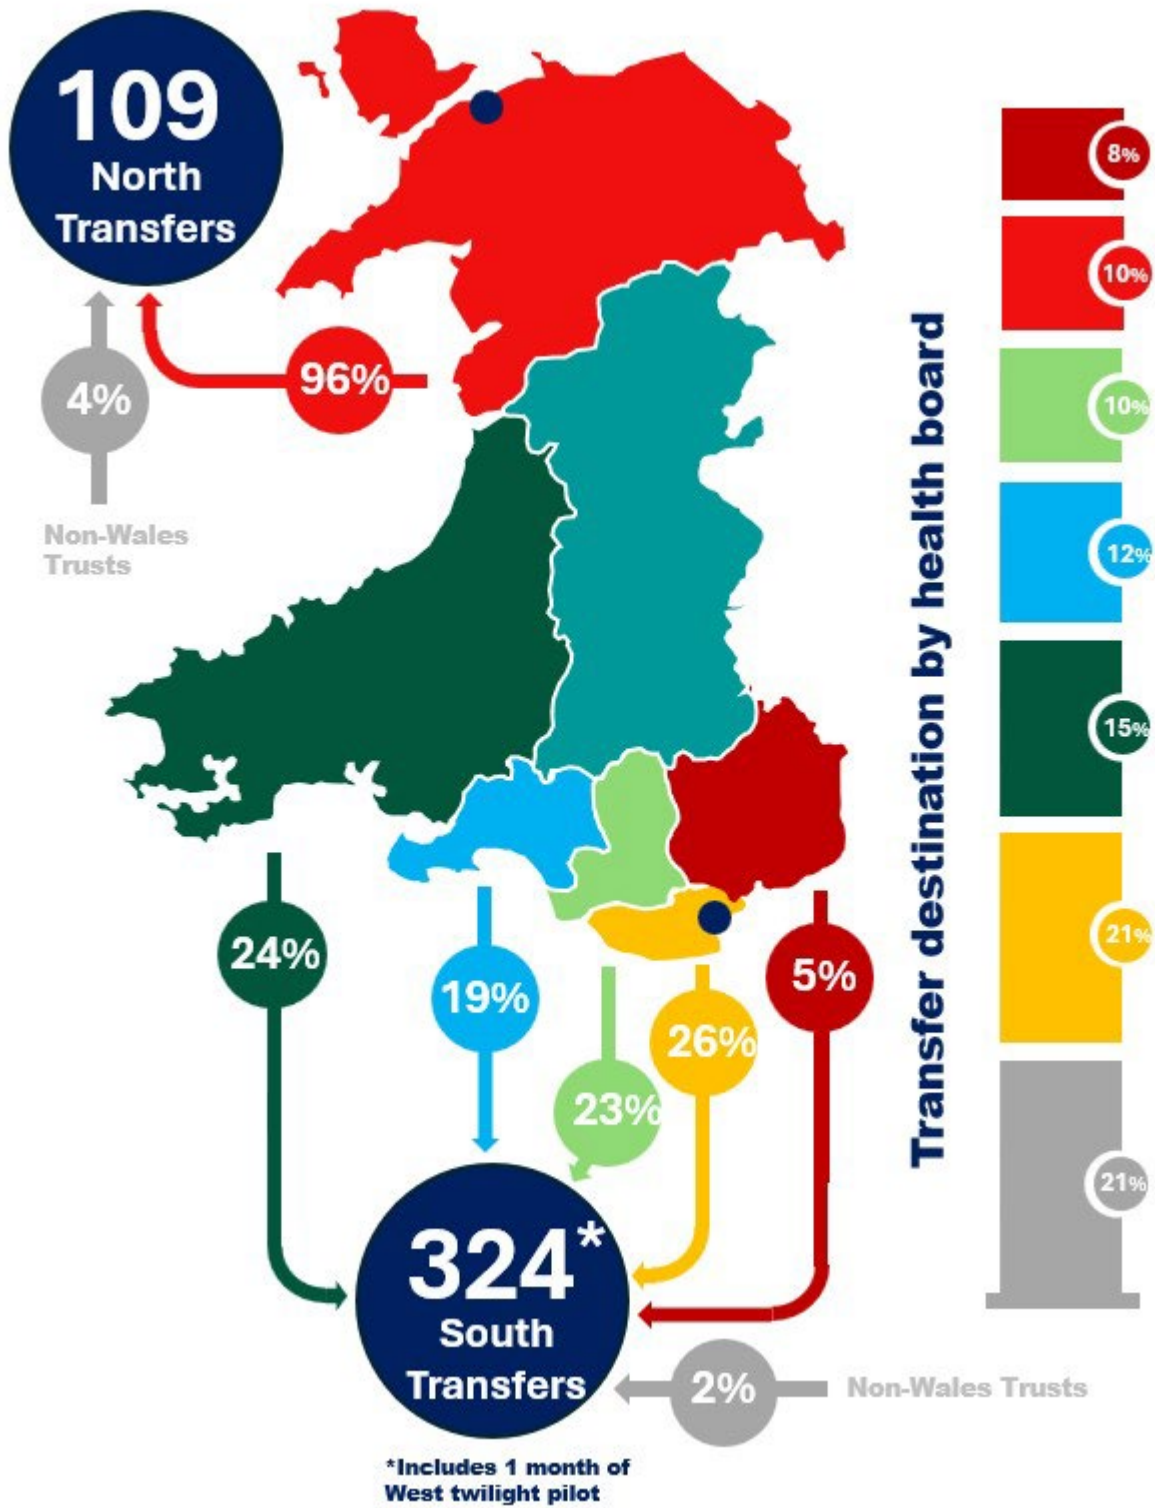 109
North
Transfers
4%
96%
Non-Wales
Trusts
24%
19%
23%
26%
5%
324*
South
Transfers
2%
Non-Wales Trusts
*Includes 1 month of
West twilight pilot
Transfer destination by health board
8%
10%
10%
12%
15%
21%
21%